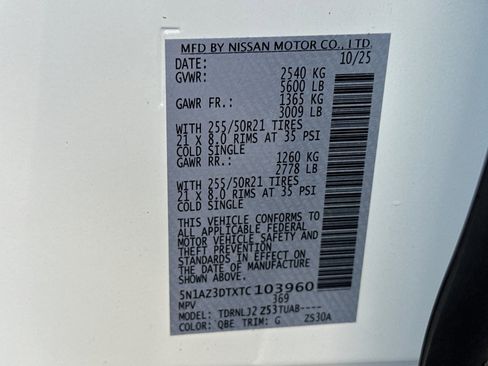 MFD BY NISSAN MOTOR CO., LTD.
DATE: 10/25
GVWR: 2540 KG
5600 LB
GAWR FR.: 1365 KG
3009 LB
WITH 255/50R21 TIRES
21 X 8.0 RIMS AT 35 PSI
COLD SINGLE
GAWR RR.: 1260 KG
2778 LB
WITH 255/50R21 TIRES
21 X 8.0 RIMS AT 35 PSI
COLD SINGLE
THIS VEHICLE CONFORMS TO
ALL APPLICABLE FEDERAL
MOTOR VEHICLE SAFETY AND
THEFT PREVENTION
STANDARDS IN EFFECT ON
THE DATE OF MANUFACTURE
SHOWN ABOVE.
5N1AZ3DTXTC103960
MPV 369
MODEL: TDRNLJ2 Z53TUAB----
COLOR: QBE TRIM: G Z530A